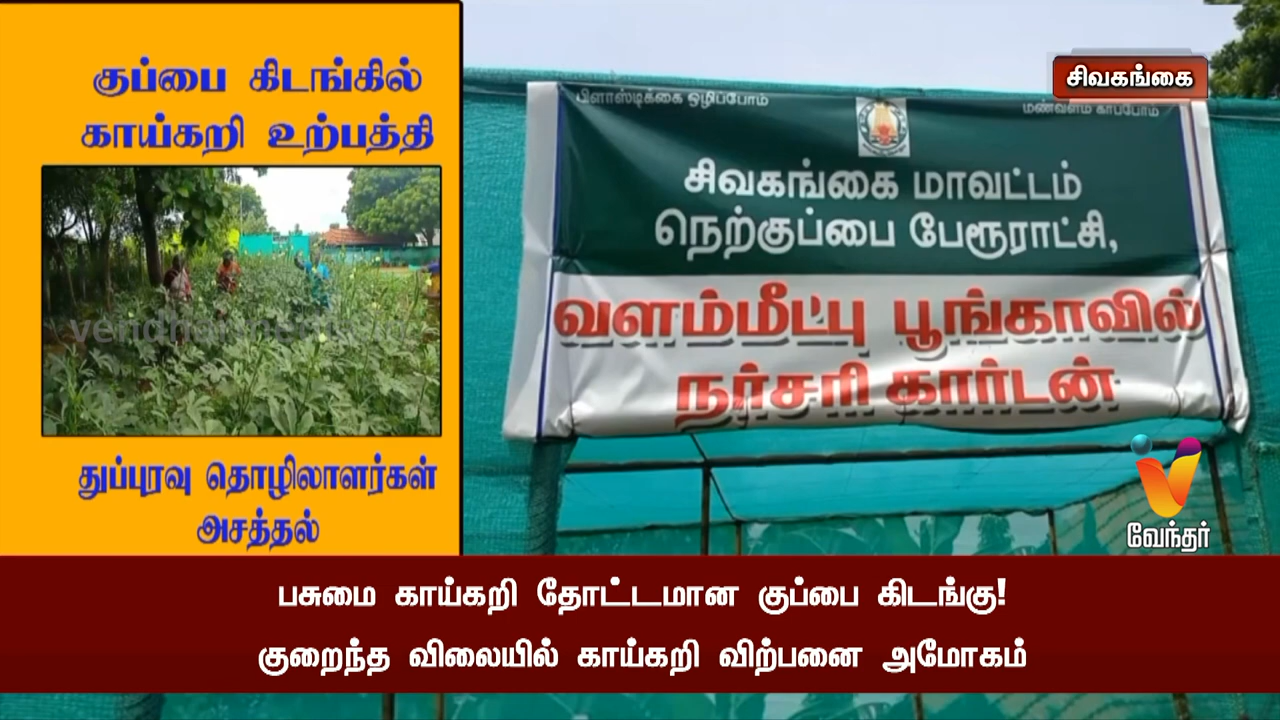 குப்பை கிடங்கில்
காய்கறி உற்பத்தி
துப்புரவு தொழிலாளர்கள்
அசத்தல்
சிவகங்கை
பிளாஸ்டிக்கை ஒழிப்போம்
மண்வளம் காப்போம்
சிவகங்கை மாவட்டம்
நெற்குப்பை பேரூராட்சி,
வளம்மீட்பு பூங்காவில்
நர்சரி கார்டன்
வேந்தர்
பசுமை காய்கறி தோட்டமான குப்பை கிடங்கு!
குறைந்த விலையில் காய்கறி விற்பனை அமோகம்